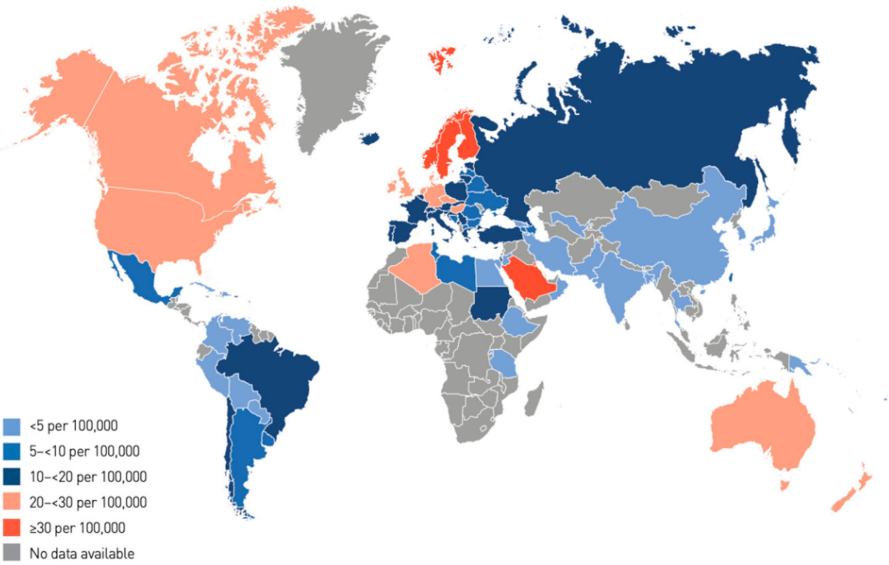 <5 per 100,000
5–<10 per 100,000
10–<20 per 100,000
20–<30 per 100,000
≥30 per 100,000
No data available